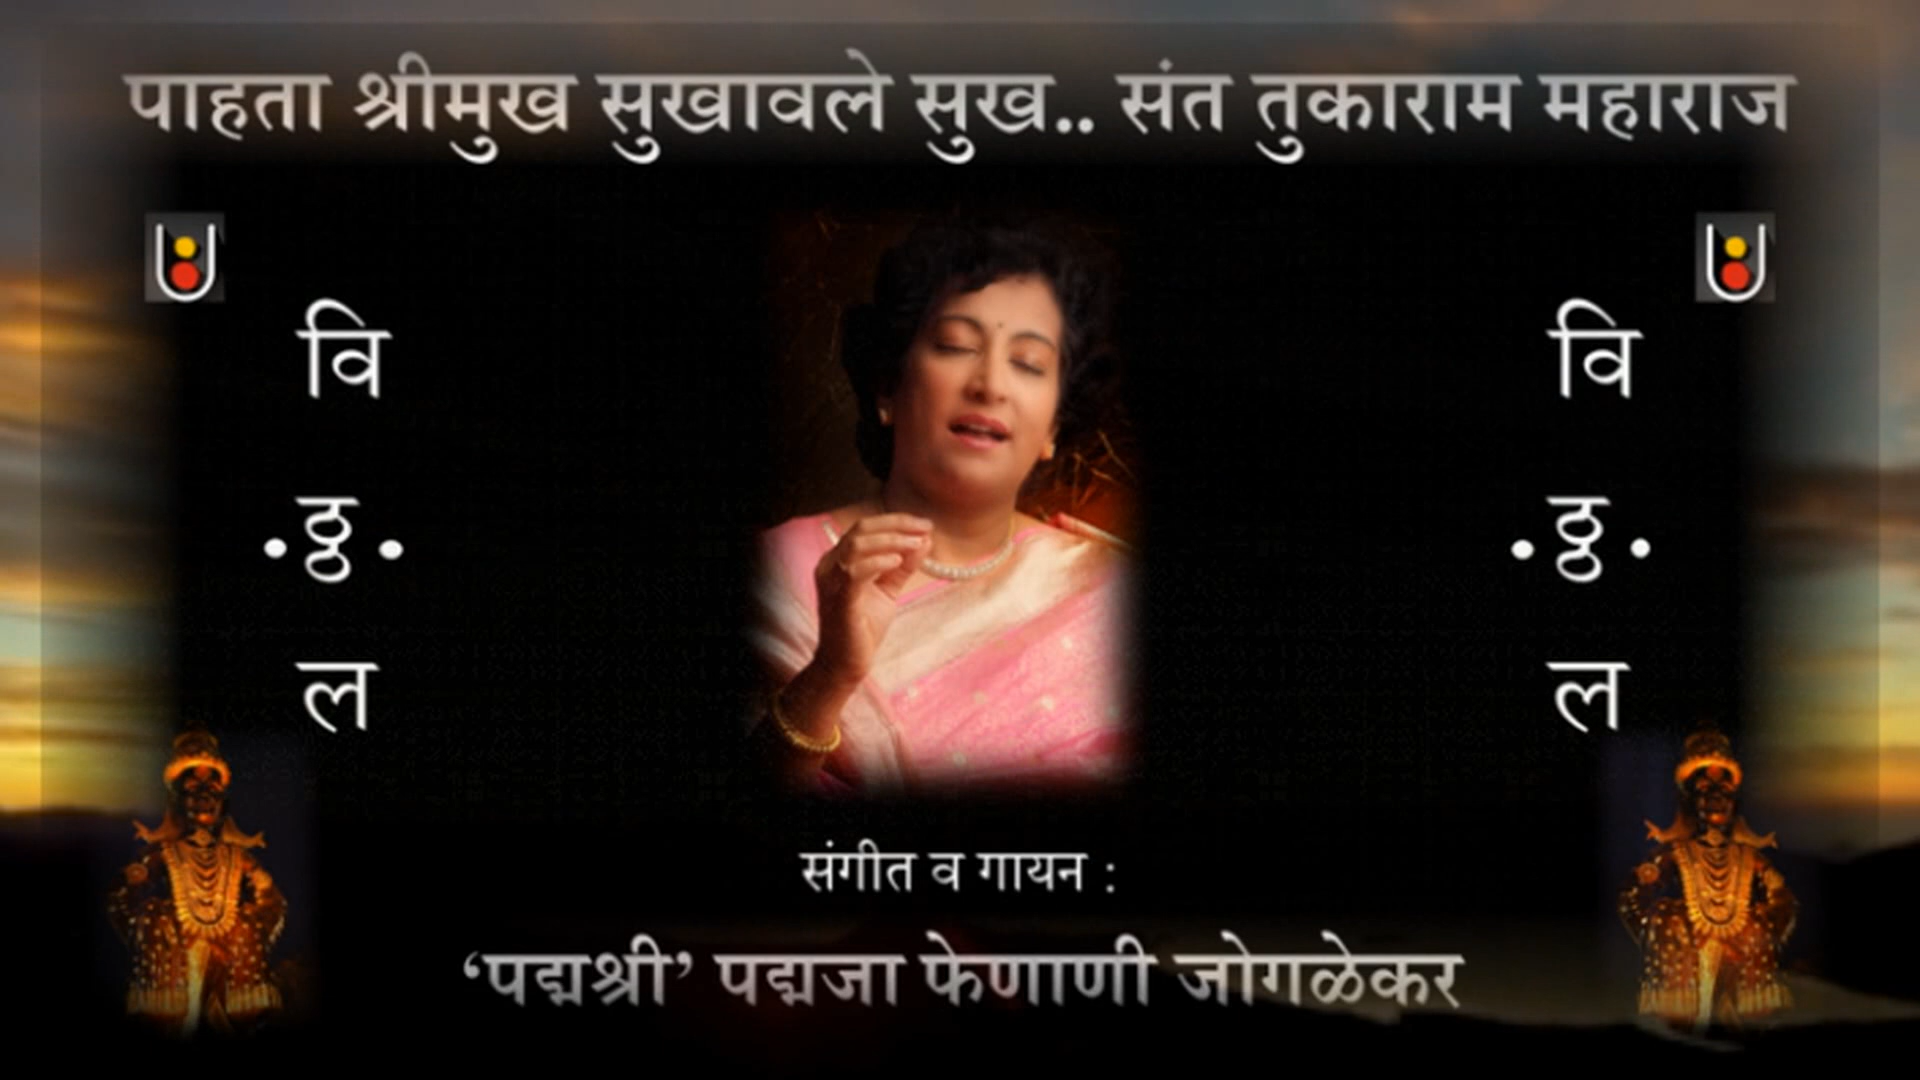 पाहता श्रीमुख सुखावले सुख.. संत तुकाराम महाराज
वि
• ठ्ठ •
ल
वि
• ठ्ठ •
ल
संगीत व गायन :
‘पद्मश्री’ पद्मजा फेणाणी जोगळेकर